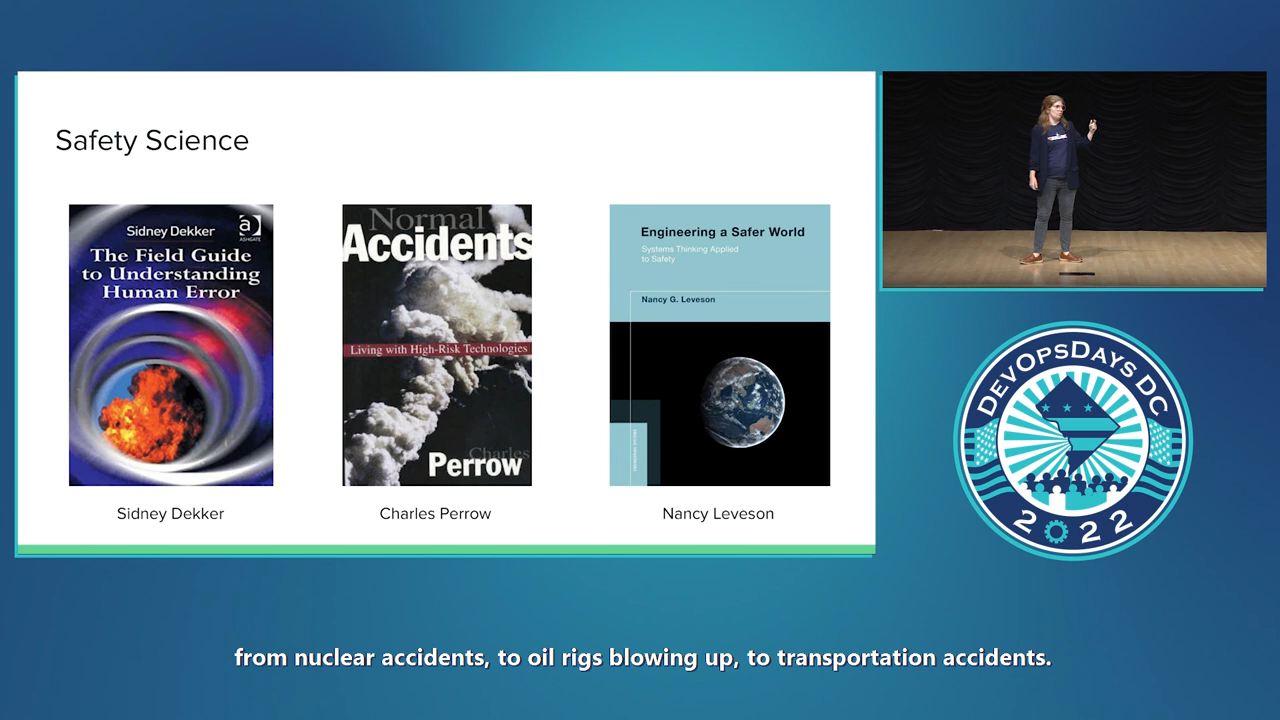 Safety Science
Sidney Dekker
ASHGATE
The Field Guide
to Understanding
Human Error
Normal
Accidents
Living with High-Risk Technologies
Charles
Perrow
Engineering a Safer World
Systems Thinking Applied
to Safety
Nancy G. Leveson
Sidney Dekker
Charles Perrow
Nancy Leveson
DEVOPSDAYS DC
2022
from nuclear accidents, to oil rigs blowing up, to transportation accidents.